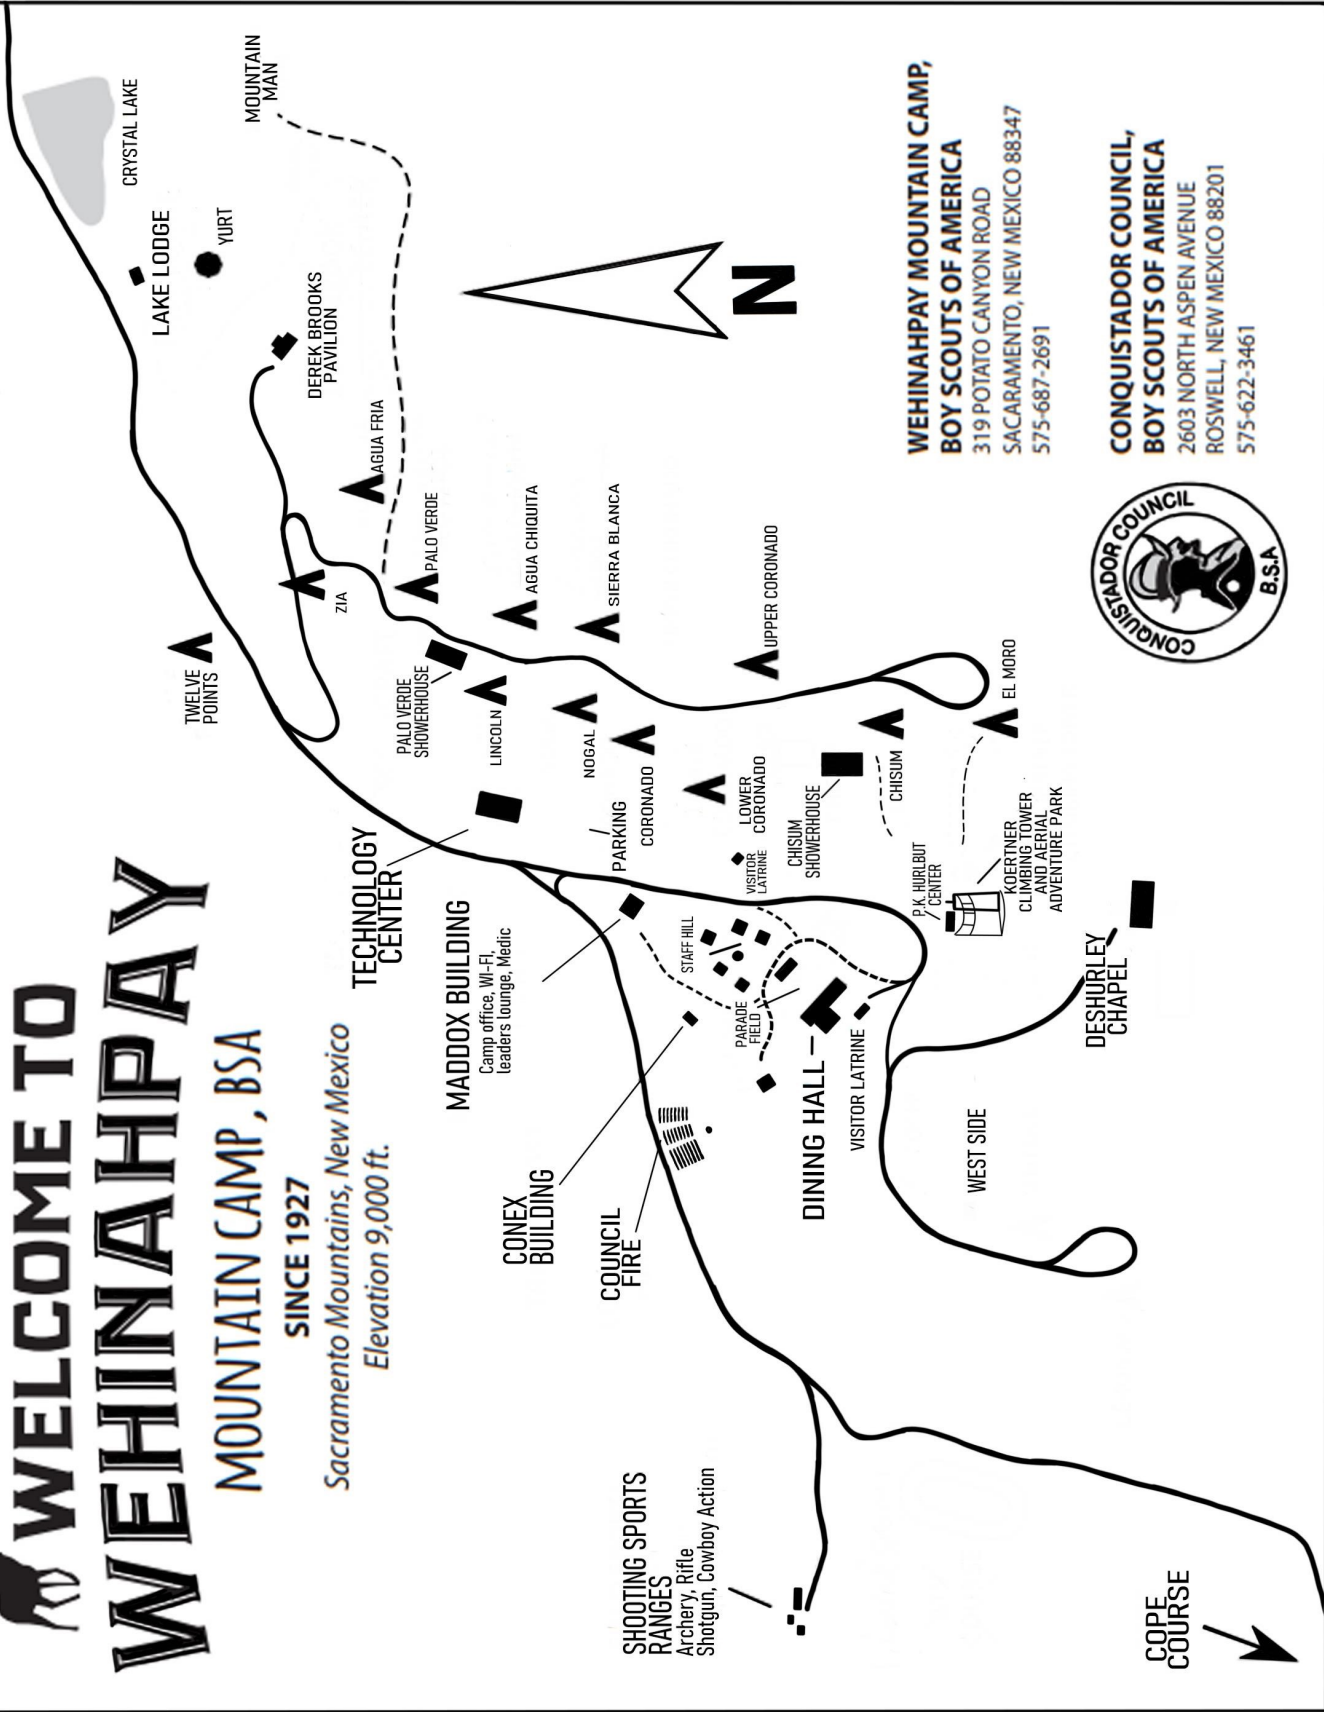 WELCOME TO
WEHINAHPAY
MOUNTAIN CAMP, BSA
SINCE 1927
Sacramento Mountains, New Mexico
Elevation 9,000 ft.
CRYSTAL LAKE
LAKE LODGE
YURT
MOUNTAIN
MAN
DEREK BROOKS
PAVILION
AGUA FRIA
TWELVE
POINTS
ZIA
PALO VERDE
PALO VERDE
SHOWERHOUSE
AGUA CHIQUITA
SIERRA BLANCA
LINCOLN
NOGAL
CORONADO
UPPER CORONADO
LOWER
CORONADO
TECHNOLOGY
CENTER
PARKING
MADDOX BUILDING
Camp office, WI-FI,
leaders lounge, Medic
VISITOR
LATRINE
STAFF HILL
CHISUM
SHOWERHOUSE
CHISUM
EL MORO
P.K. HURLBUT
CENTER
KOERTNER
CLIMBING TOWER
AND AERIAL
ADVENTURE PARK
PARADE
FIELD
CONEX
BUILDING
COUNCIL
FIRE
DINING HALL
VISITOR LATRINE
DESHURLEY
CHAPEL
WEST SIDE
SHOOTING SPORTS
RANGES
Archery, Rifle
Shotgun, Cowboy Action
COPE
COURSE
N
WEHINAHPAY MOUNTAIN CAMP,
BOY SCOUTS OF AMERICA
319 POTATO CANYON ROAD
SACARAMENTO, NEW MEXICO 88347
575-687-2691
CONQUISTADOR COUNCIL,
BOY SCOUTS OF AMERICA
2603 NORTH ASPEN AVENUE
ROSWELL, NEW MEXICO 88201
575-622-3461
CONQUISTADOR COUNCIL
B.S.A